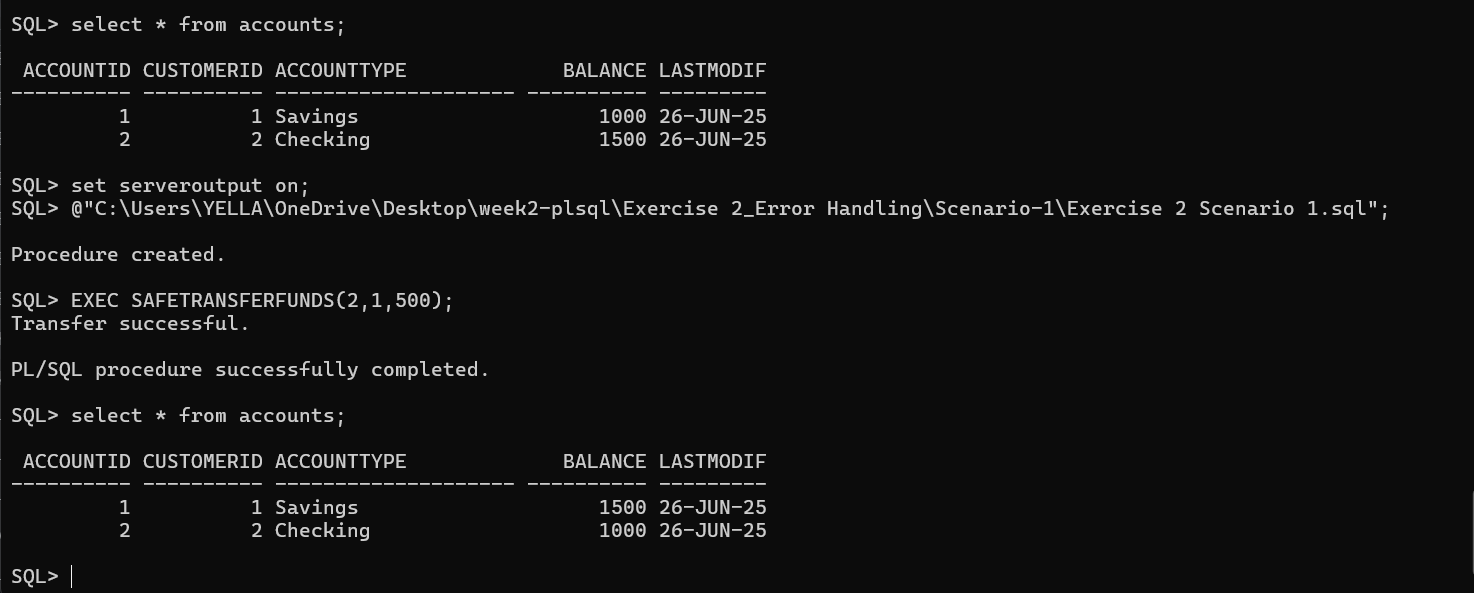 SQL> select * from accounts;
 ACCOUNTID CUSTOMERID ACCOUNTTYPE             BALANCE LASTMODIF
---------- ---------- -------------------- ---------- ---------
         1          1 Savings                    1000 26-JUN-25
         2          2 Checking                   1500 26-JUN-25
SQL> set serveroutput on;
SQL> @"C:\Users\YELLA\OneDrive\Desktop\week2-plsql\Exercise 2_Error Handling\Scenario-1\Exercise 2 Scenario 1.sql";
Procedure created.
SQL> EXEC SAFETRANSFERFUNDS(2,1,500);
Transfer successful.
PL/SQL procedure successfully completed.
SQL> select * from accounts;
 ACCOUNTID CUSTOMERID ACCOUNTTYPE             BALANCE LASTMODIF
---------- ---------- -------------------- ---------- ---------
         1          1 Savings                    1500 26-JUN-25
         2          2 Checking                   1000 26-JUN-25
SQL>